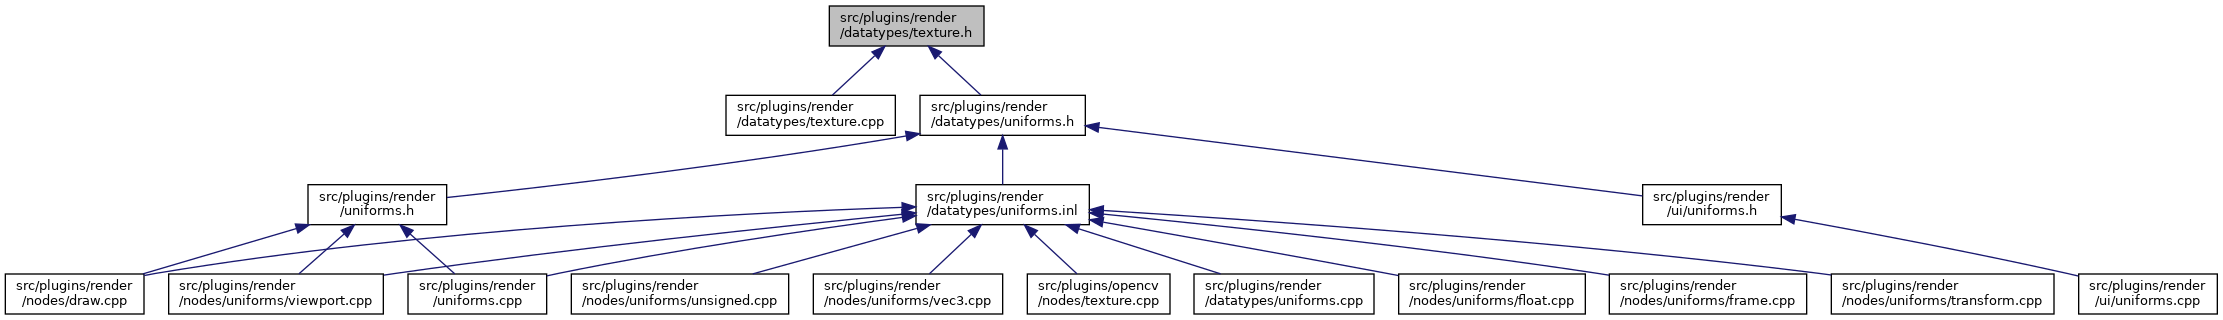 src/plugins/render
/datatypes/texture.h
src/plugins/render
/datatypes/texture.cpp
src/plugins/render
/datatypes/uniforms.h
src/plugins/render
/uniforms.h
src/plugins/render
/datatypes/uniforms.inl
src/plugins/render
/ui/uniforms.h
src/plugins/render
/nodes/draw.cpp
src/plugins/render
/nodes/uniforms/viewport.cpp
src/plugins/render
/uniforms.cpp
src/plugins/render
/nodes/uniforms/unsigned.cpp
src/plugins/render
/nodes/uniforms/vec3.cpp
src/plugins/opencv
/nodes/texture.cpp
src/plugins/render
/datatypes/uniforms.cpp
src/plugins/render
/nodes/uniforms/float.cpp
src/plugins/render
/nodes/uniforms/frame.cpp
src/plugins/render
/nodes/uniforms/transform.cpp
src/plugins/render
/ui/uniforms.cpp